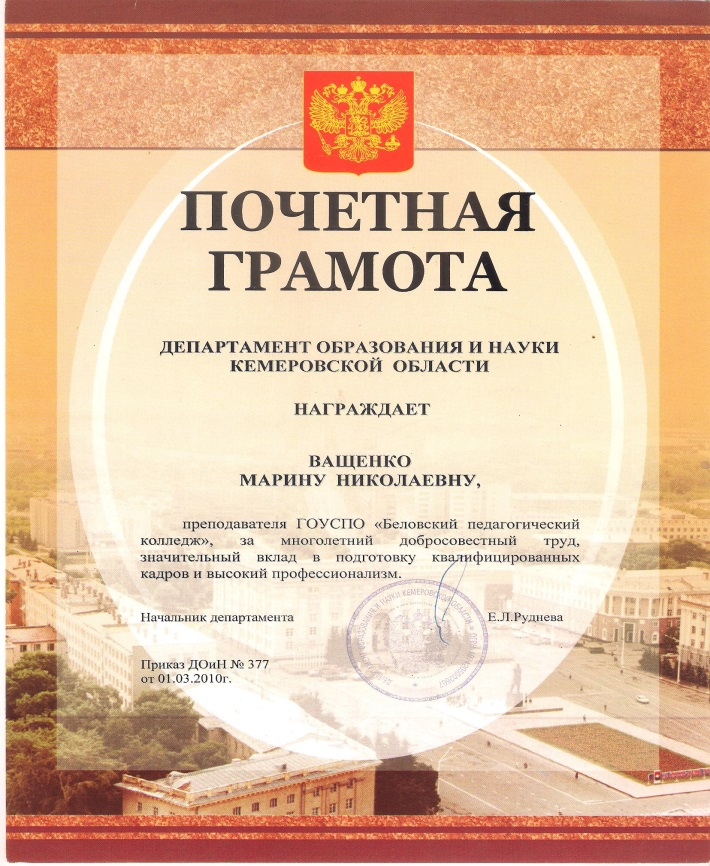 ПОЧЕТНАЯ
ГРАМОТА
ДЕПАРТАМЕНТ ОБРАЗОВАНИЯ И НАУКИ
КЕМЕРОВСКОЙ ОБЛАСТИ
НАГРАЖДАЕТ
ВАЩЕНКО
МАРИНУ НИКОЛАЕВНУ,
преподавателя ГОУСПО «Беловский педагогический
колледж», за многолетний добросовестный труд,
значительный вклад в подготовку квалифицированных
кадров и высокий профессионализм.
Начальник департамента
Е.Л.Руднева
Приказ ДОиН № 377
от 01.03.2010г.